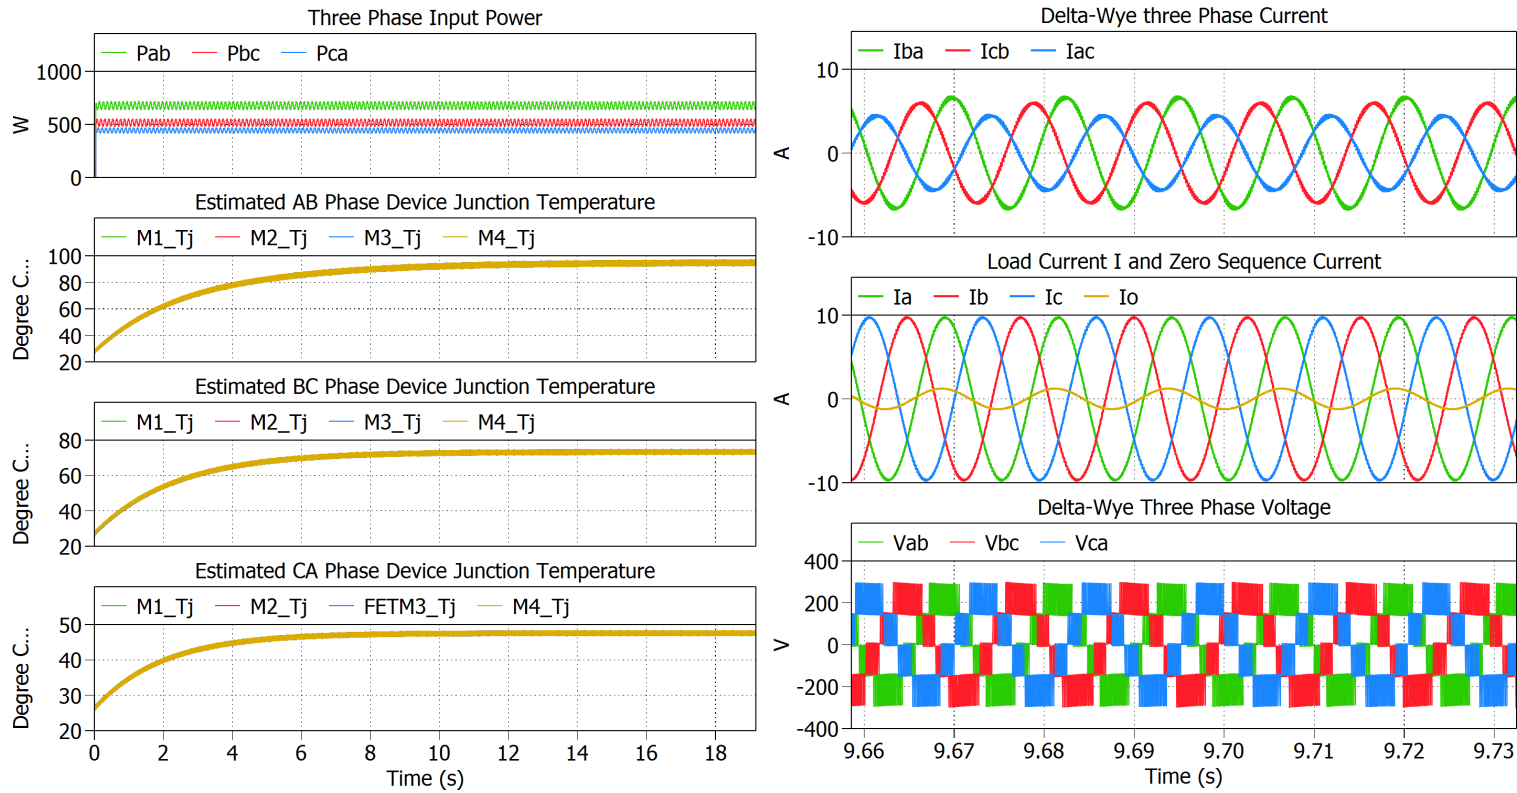 Three Phase Input Power
Pab Pbc Pca
1000
500
0
W
Estimated AB Phase Device Junction Temperature
M1_Tj M2_Tj M3_Tj M4_Tj
100
80
60
40
20
Degree C...
Estimated BC Phase Device Junction Temperature
M1_Tj M2_Tj M3_Tj M4_Tj
80
60
40
20
Degree C...
Estimated CA Phase Device Junction Temperature
M1_Tj M2_Tj FETM3_Tj M4_Tj
50
40
30
20
Degree C...
0 2 4 6 8 10 12 14 16 18
Time (s)
Delta-Wye three Phase Current
Iba Icb Iac
10
0
-10
A
Load Current I and Zero Sequence Current
Ia Ib Ic Io
10
0
-10
A
Delta-Wye Three Phase Voltage
Vab Vbc Vca
400
200
0
-200
-400
V
9.66 9.67 9.68 9.69 9.70 9.71 9.72 9.73
Time (s)